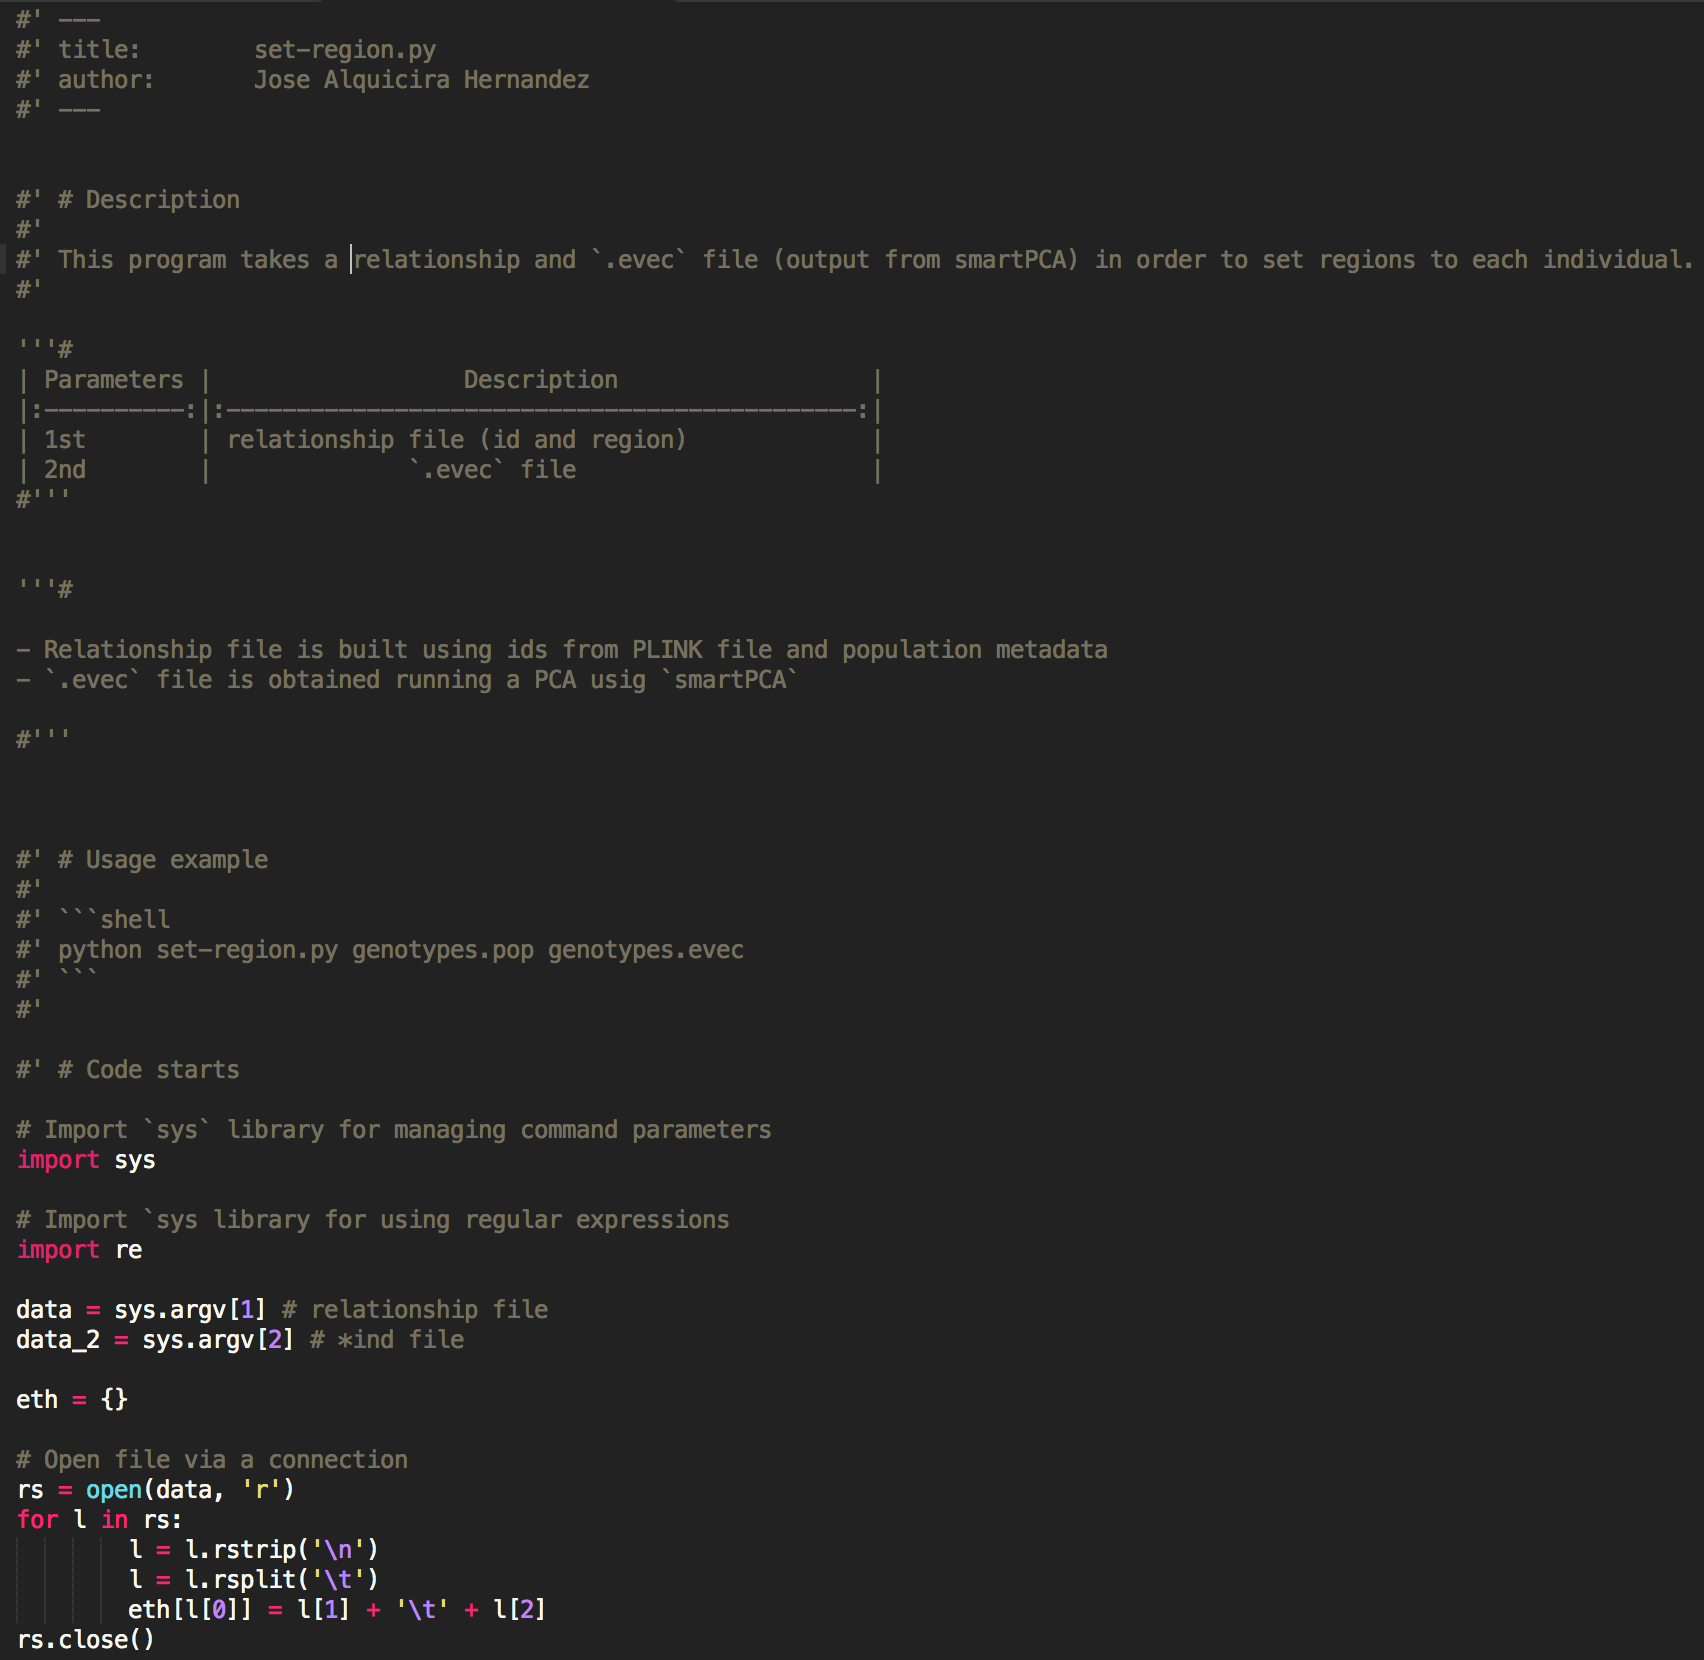 #' ---
#' title:        set-region.py
#' author:       Jose Alquicira Hernandez
#' ---
#' # Description
#'
#' This program takes a relationship and `.evec` file (output from smartPCA) in order to set regions to each individual.
#'
'''#
| Parameters |                  Description                  |
|:----------:|:---------------------------------------------:|
| 1st        | relationship file (id and region)             |
| 2nd        |              `.evec` file                     |
#'''
'''#
- Relationship file is built using ids from PLINK file and population metadata
- `.evec` file is obtained running a PCA usig `smartPCA`
#'''
#' # Usage example
#'
#' ```shell
#' python set-region.py genotypes.pop genotypes.evec
#' ```
#'
#' # Code starts
# Import `sys` library for managing command parameters
import sys
# Import `sys library for using regular expressions
import re
data = sys.argv[1] # relationship file
data_2 = sys.argv[2] # *ind file
eth = {}
# Open file via a connection
rs = open(data, 'r')
for l in rs:
        l = l.rstrip('\n')
        l = l.rsplit('\t')
        eth[l[0]] = l[1] + '\t' + l[2]
rs.close()